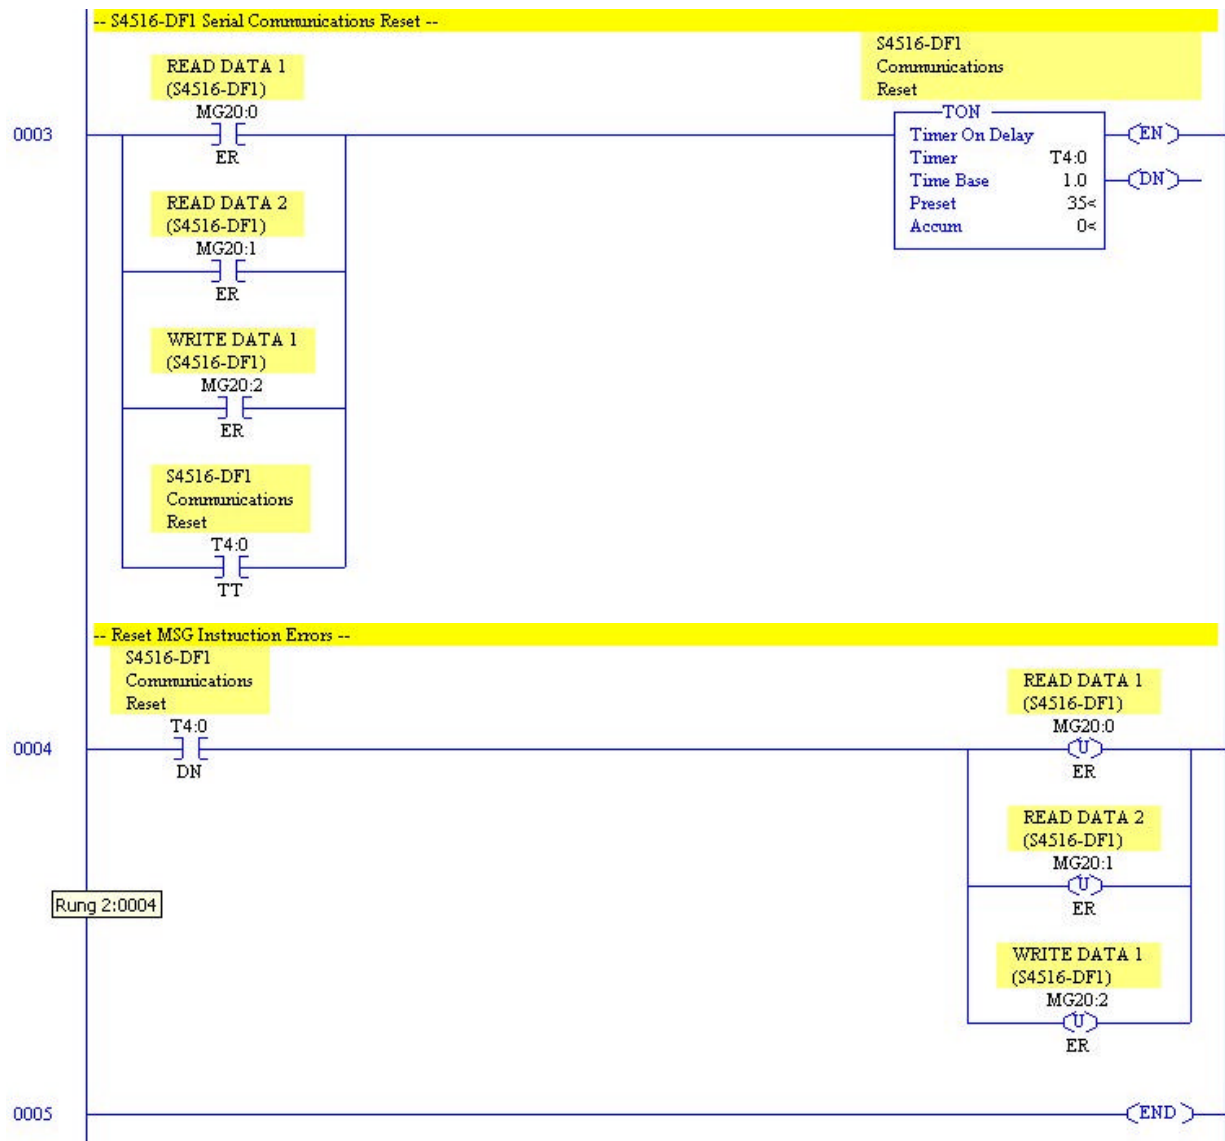 -- S4516-DF1 Serial Communications Reset --
S4516-DF1
Communications
Reset
READ DATA 1
(S4516-DF1)
MG20:0
ER
0003
TON
Timer On Delay
Timer T4:0
Time Base 1.0
Preset 35<
Accum 0<
EN
DN
READ DATA 2
(S4516-DF1)
MG20:1
ER
WRITE DATA 1
(S4516-DF1)
MG20:2
ER
S4516-DF1
Communications
Reset
T4:0
TT
-- Reset MSG Instruction Errors --
S4516-DF1
Communications
Reset
T4:0
DN
0004
READ DATA 1
(S4516-DF1)
MG20:0
U
ER
READ DATA 2
(S4516-DF1)
MG20:1
U
ER
Rung 2:0004
WRITE DATA 1
(S4516-DF1)
MG20:2
U
ER
0005
END